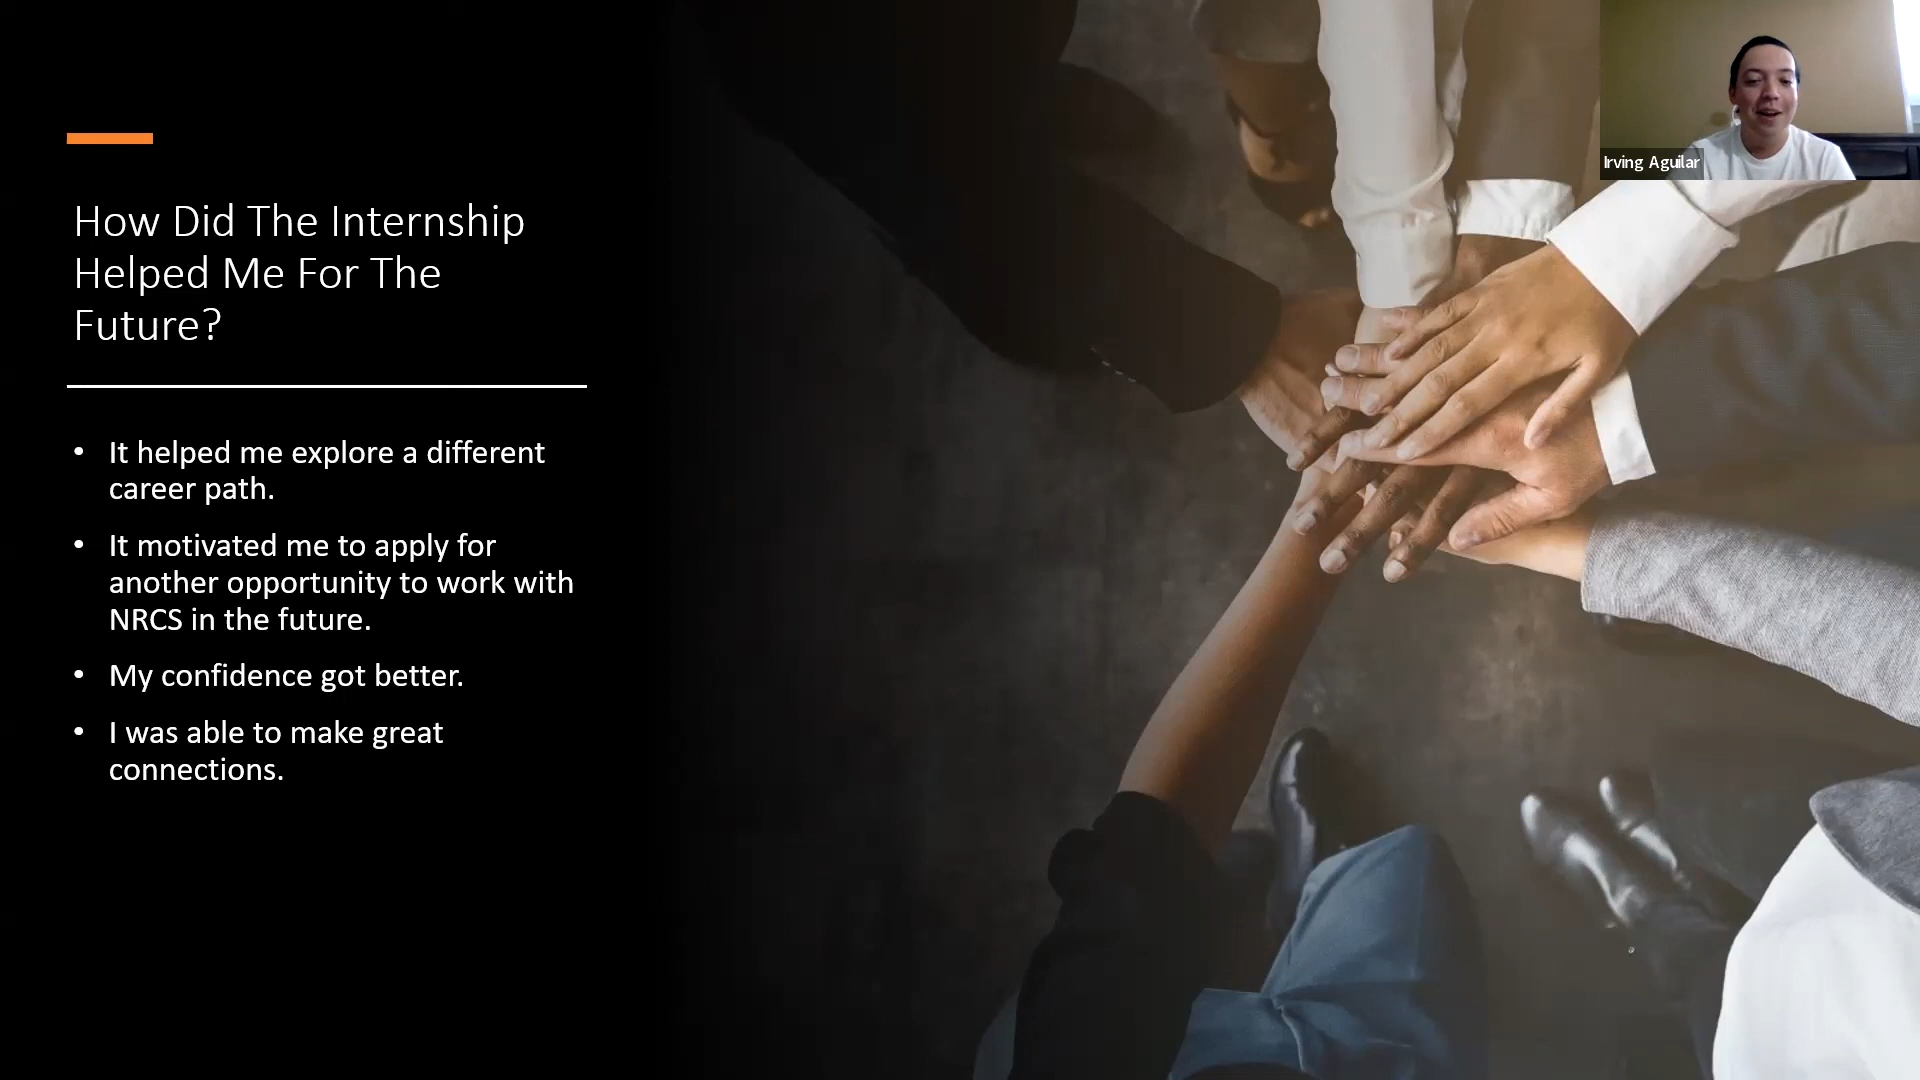 How Did The Internship
Helped Me For The
Future?
• It helped me explore a different
career path.
• It motivated me to apply for
another opportunity to work with
NRCS in the future.
• My confidence got better.
• I was able to make great
connections.
Irving Aguilar